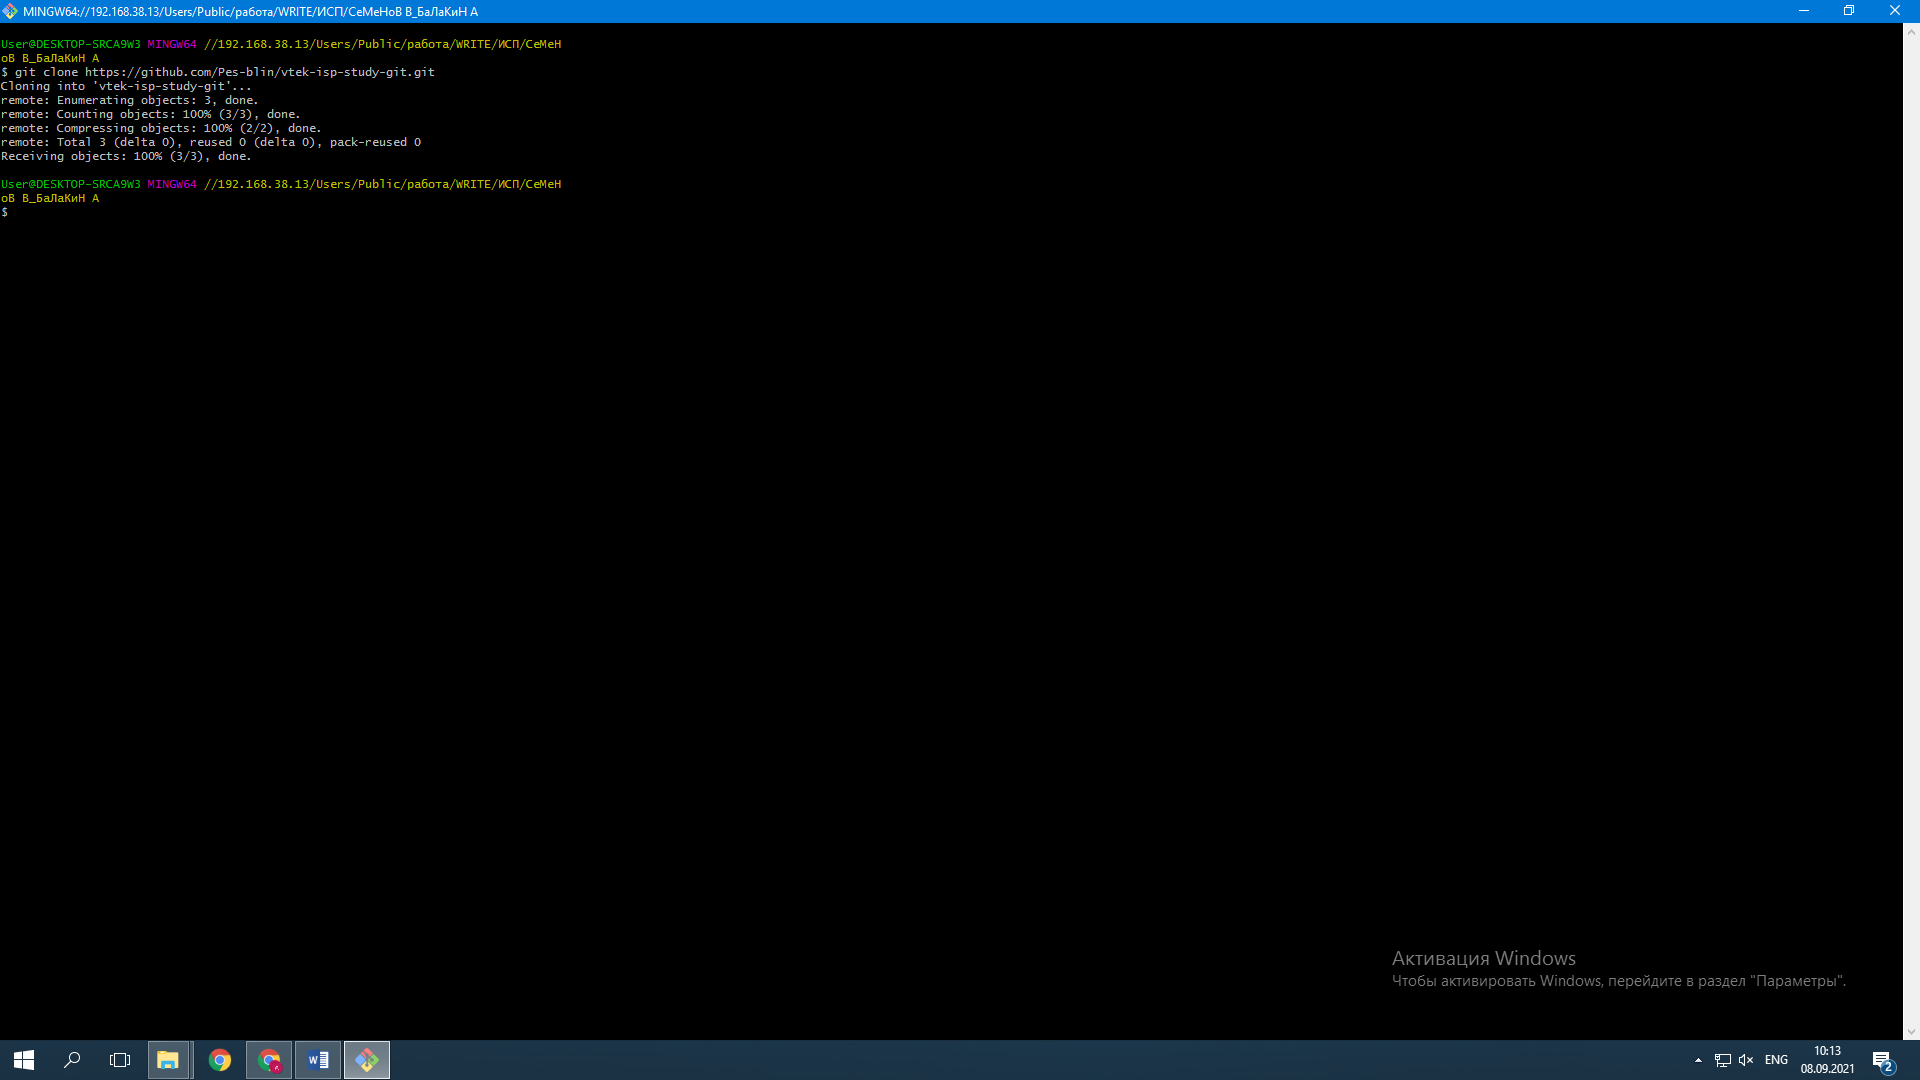 MINGW64://192.168.38.13/Users/Public/работа/WRITE/ИСП/СеМеНоВ В_БаЛаКиН А
User@DESKTOP-SRCA9W3 MINGW64 //192.168.38.13/Users/Public/работа/WRITE/ИСП/СеМеН
оВ В_БаЛаКиН А
$ git clone https://github.com/Pes-blin/vtek-isp-study-git.git
Cloning into 'vtek-isp-study-git'...
remote: Enumerating objects: 3, done.
remote: Counting objects: 100% (3/3), done.
remote: Compressing objects: 100% (2/2), done.
remote: Total 3 (delta 0), reused 0 (delta 0), pack-reused 0
Receiving objects: 100% (3/3), done.
User@DESKTOP-SRCA9W3 MINGW64 //192.168.38.13/Users/Public/работа/WRITE/ИСП/СеМеН
оВ В_БаЛаКиН А
$
Активация Windows
Чтобы активировать Windows, перейдите в раздел "Параметры".
ENG
10:13
08.09.2021
2